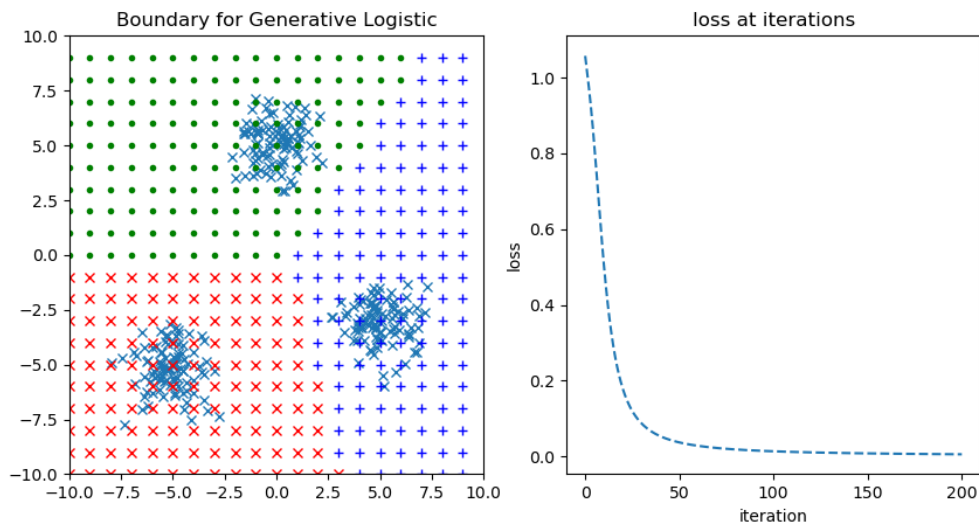 Boundary for Generative Logistic
10.0
7.5
5.0
2.5
0.0
−2.5
−5.0
−7.5
−10.0
−10.0 −7.5 −5.0 −2.5 0.0 2.5 5.0 7.5 10.0
loss at iterations
1.0
0.8
0.6
0.4
0.2
0.0
loss
0 50 100 150 200
iteration